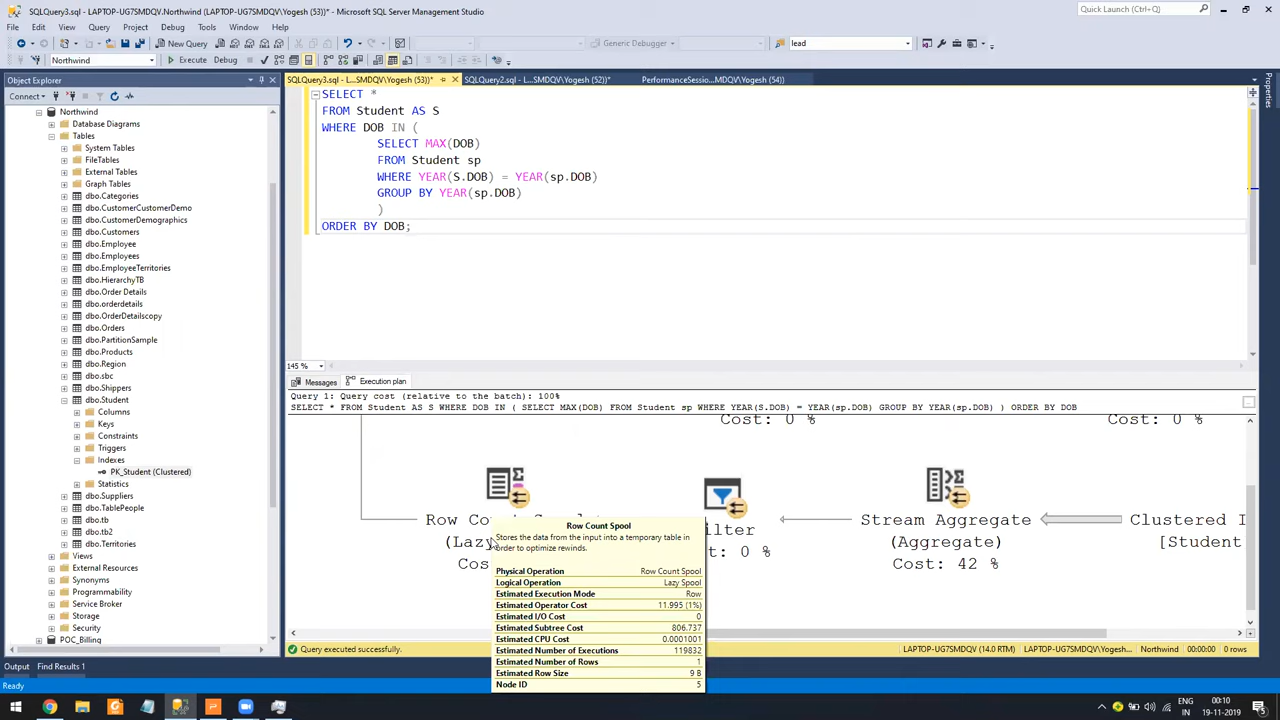 SQLQuery3.sql - LAPTOP-UG7SMDQV.Northwind (LAPTOP-UG7SMDQV\Yogesh (53))* - Microsoft SQL Server Management Studio
Quick Launch (Ctrl+Q)
File Edit View Query Project Debug Tools Window Help
New Query
Generic Debugger
lead
Northwind
Execute Debug
Object Explorer
Connect
Northwind
Database Diagrams
Tables
System Tables
FileTables
External Tables
Graph Tables
dbo.Categories
dbo.CustomerCustomerDemo
dbo.CustomerDemographics
dbo.Customers
dbo.Employee
dbo.Employees
dbo.EmployeeTerritories
dbo.HierarchyTB
dbo.Order Details
dbo.orderdetails
dbo.OrderDetailscopy
dbo.Orders
dbo.PartitionSample
dbo.Products
dbo.Region
dbo.sbc
dbo.Shippers
dbo.Student
Columns
Keys
Constraints
Triggers
Indexes
PK_Student (Clustered)
Statistics
dbo.Suppliers
dbo.TablePeople
dbo.tb
dbo.tb2
dbo.Territories
Views
External Resources
Synonyms
Programmability
Service Broker
Storage
Security
POC_Billing
SQLQuery3.sql - L...SMDQV\Yogesh (53))* SQLQuery2.sql - L...SMDQV\Yogesh (52))* PerformanceSessio...MDQV\Yogesh (54))
Properties
SELECT *
FROM Student AS S
WHERE DOB IN (
SELECT MAX(DOB)
FROM Student sp
WHERE YEAR(S.DOB) = YEAR(sp.DOB)
GROUP BY YEAR(sp.DOB)
)
ORDER BY DOB;
145 %
Messages Execution plan
Query 1: Query cost (relative to the batch): 100%
SELECT * FROM Student AS S WHERE DOB IN ( SELECT MAX(DOB) FROM Student sp WHERE YEAR(S.DOB) = YEAR(sp.DOB) GROUP BY YEAR(sp.DOB) ) ORDER BY DOB
Cost: 0 % Cost: 0 %
Row Co
(Lazy
Cos
ilter
t: 0 %
Stream Aggregate
(Aggregate)
Cost: 42 %
Clustered I
[Student
Row Count Spool
Stores the data from the input into a temporary table in
order to optimize rewinds.
Physical Operation Row Count Spool
Logical Operation Lazy Spool
Estimated Execution Mode Row
Estimated Operator Cost 11.995 (1%)
Estimated I/O Cost 0
Estimated Subtree Cost 806.737
Estimated CPU Cost 0.0001001
Estimated Number of Executions 119832
Estimated Number of Rows 1
Estimated Row Size 9 B
Node ID 5
Query executed successfully. LAPTOP-UG7SMDQV (14.0 RTM) LAPTOP-UG7SMDQV\Yogesh... Northwind 00:00:00 0 rows
Output Find Results 1
Ready
ENG
IN
00:10
19-11-2019
5